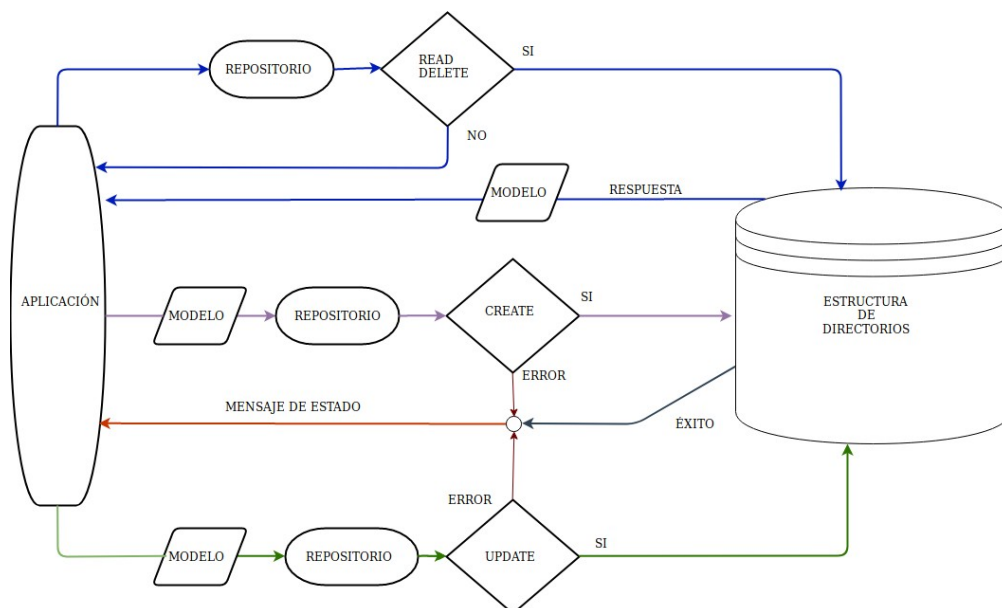 REPOSITORIO
READ
DELETE
SI
NO
MODELO
RESPUESTA
APLICACIÓN
MODELO
REPOSITORIO
CREATE
SI
ESTRUCTURA
DE
DIRECTORIOS
ERROR
MENSAJE DE ESTADO
ÉXITO
ERROR
MODELO
REPOSITORIO
UPDATE
SI